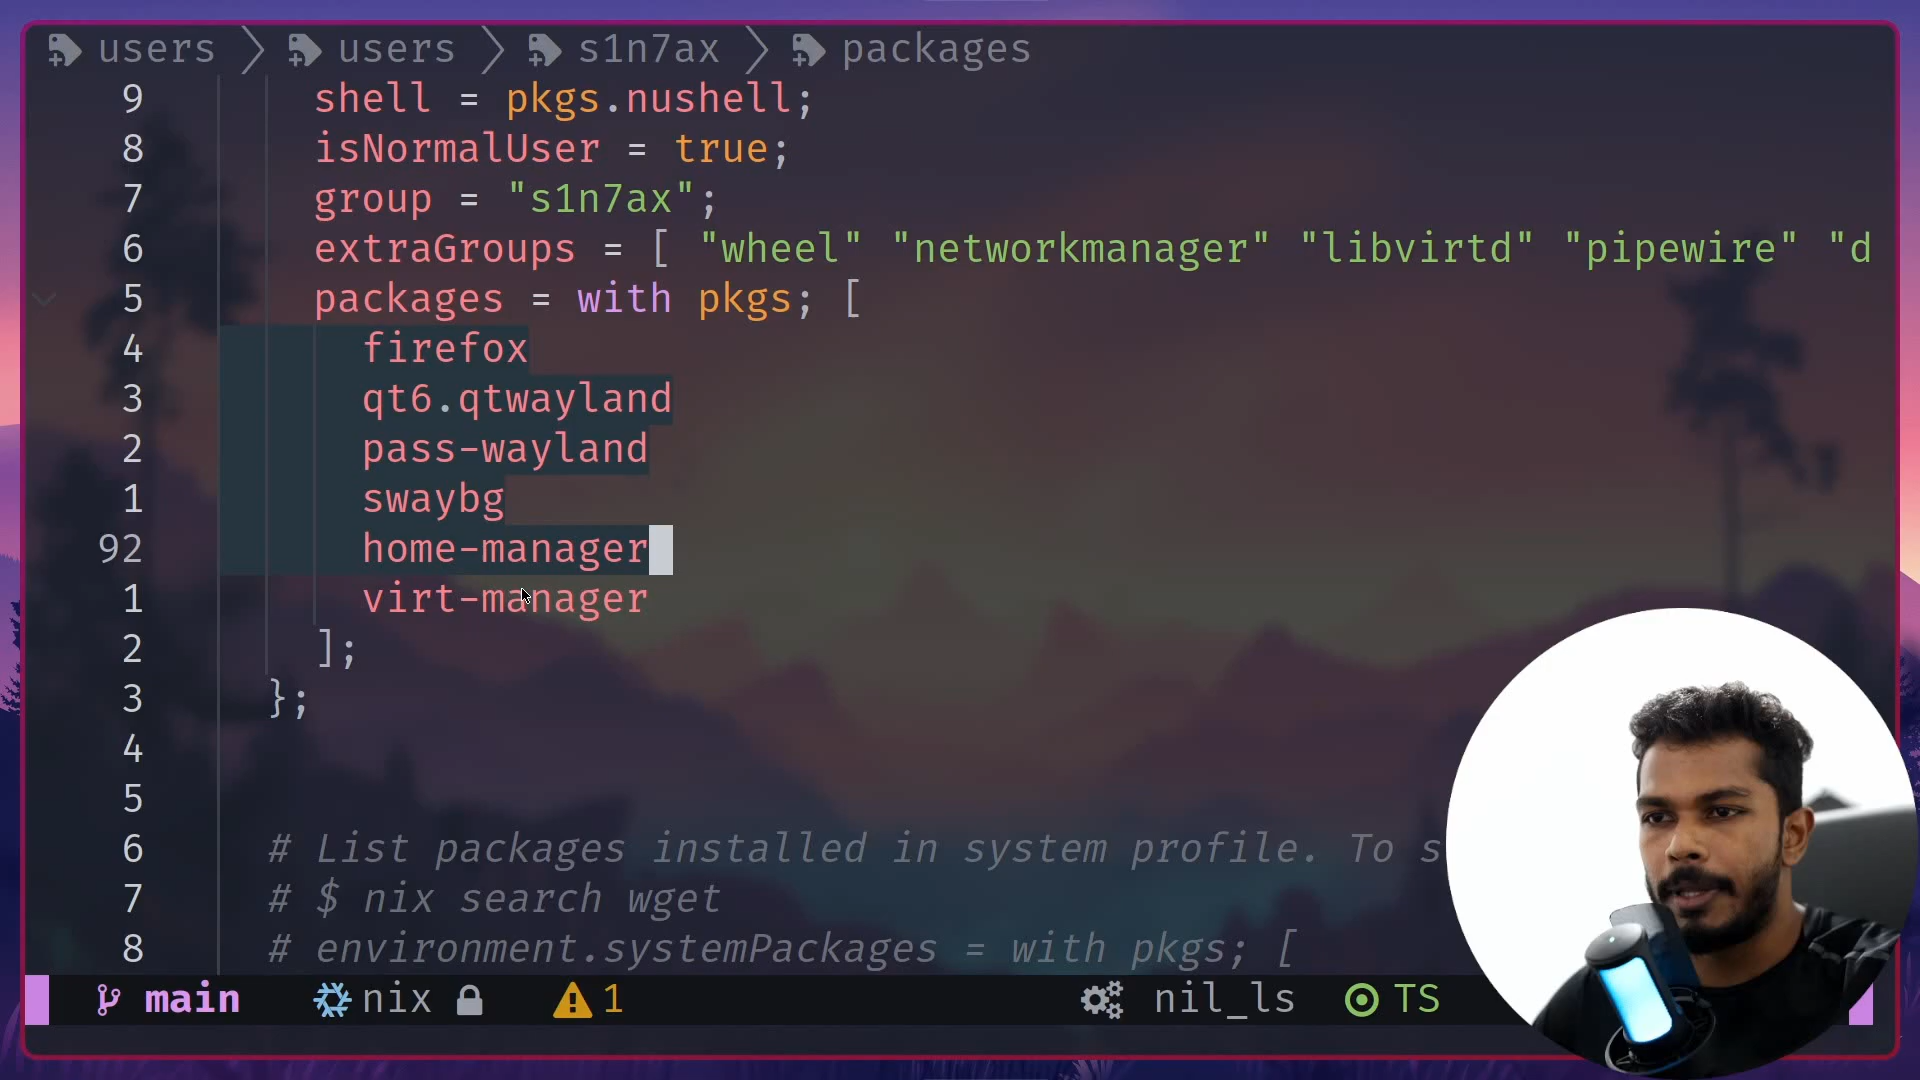 users users s1n7ax packages
9 shell = pkgs.nushell;
8 isNormalUser = true;
7 group = "s1n7ax";
6 extraGroups = [ "wheel" "networkmanager" "libvirtd" "pipewire" "d
5 packages = with pkgs; [
4 firefox
3 qt6.qtwayland
2 pass-wayland
1 swaybg
92 home-manager
1 virt-manager
2 ];
3 };
4
5
6 # List packages installed in system profile. To s
7 # $ nix search wget
8 # environment.systemPackages = with pkgs; [
main nix 1 nil_ls TS